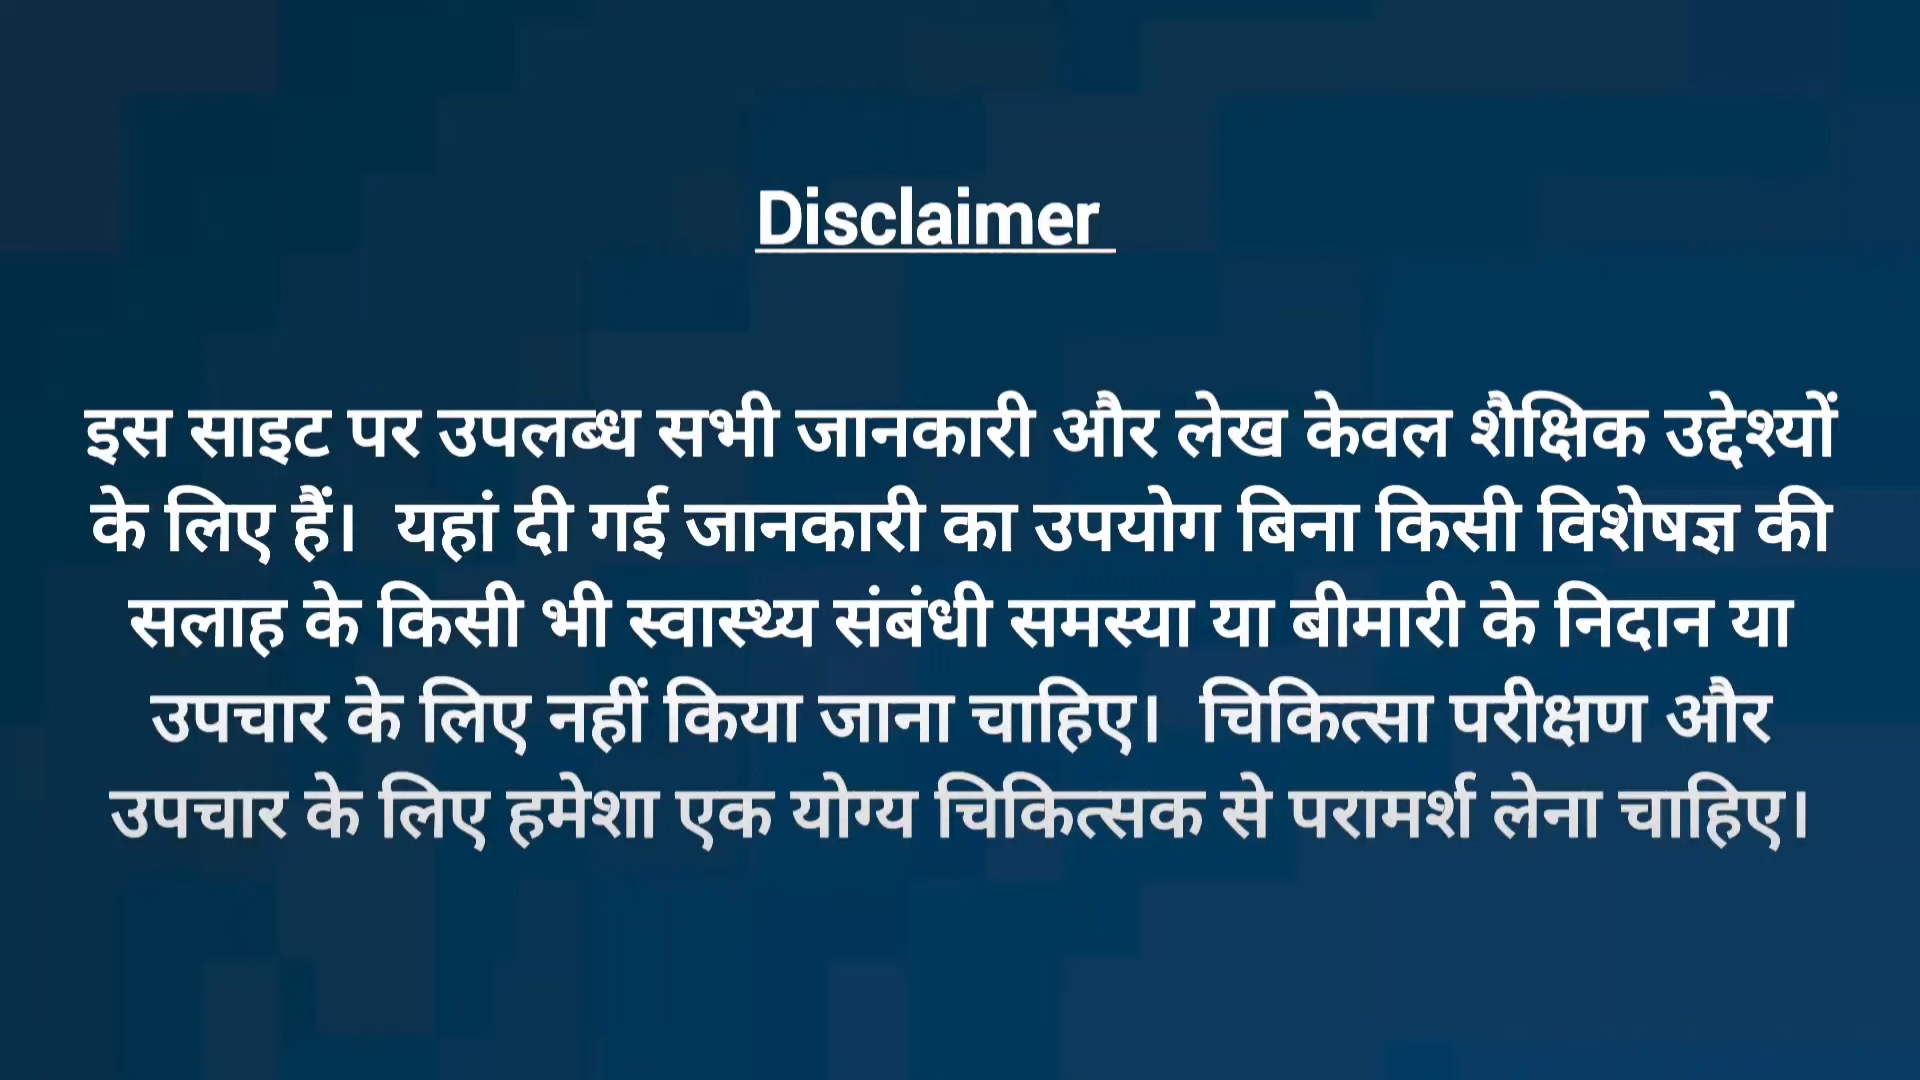 Disclaimer
इस साइट पर उपलब्ध सभी जानकारी और लेख केवल शैक्षिक उद्देश्यों
के लिए हैं।  यहां दी गई जानकारी का उपयोग बिना किसी विशेषज्ञ की
सलाह के किसी भी स्वास्थ्य संबंधी समस्या या बीमारी के निदान या
उपचार के लिए नहीं किया जाना चाहिए।  चिकित्सा परीक्षण और
उपचार के लिए हमेशा एक योग्य चिकित्सक से परामर्श लेना चाहिए।